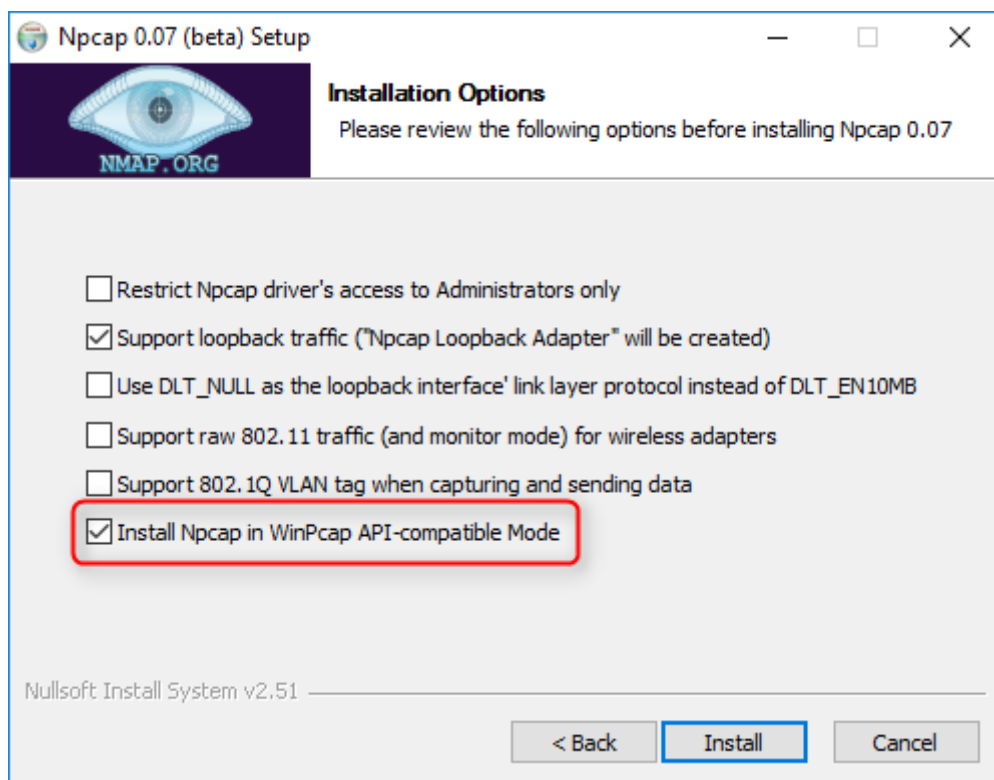 Npcap 0.07 (beta) Setup
NMAP.ORG
Installation Options
Please review the following options before installing Npcap 0.07
Restrict Npcap driver's access to Administrators only
Support loopback traffic ("Npcap Loopback Adapter" will be created)
Use DLT_NULL as the loopback interface' link layer protocol instead of DLT_EN10MB
Support raw 802.11 traffic (and monitor mode) for wireless adapters
Support 802.1Q VLAN tag when capturing and sending data
Install Npcap in WinPcap API-compatible Mode
Nullsoft Install System v2.51
< Back Install Cancel